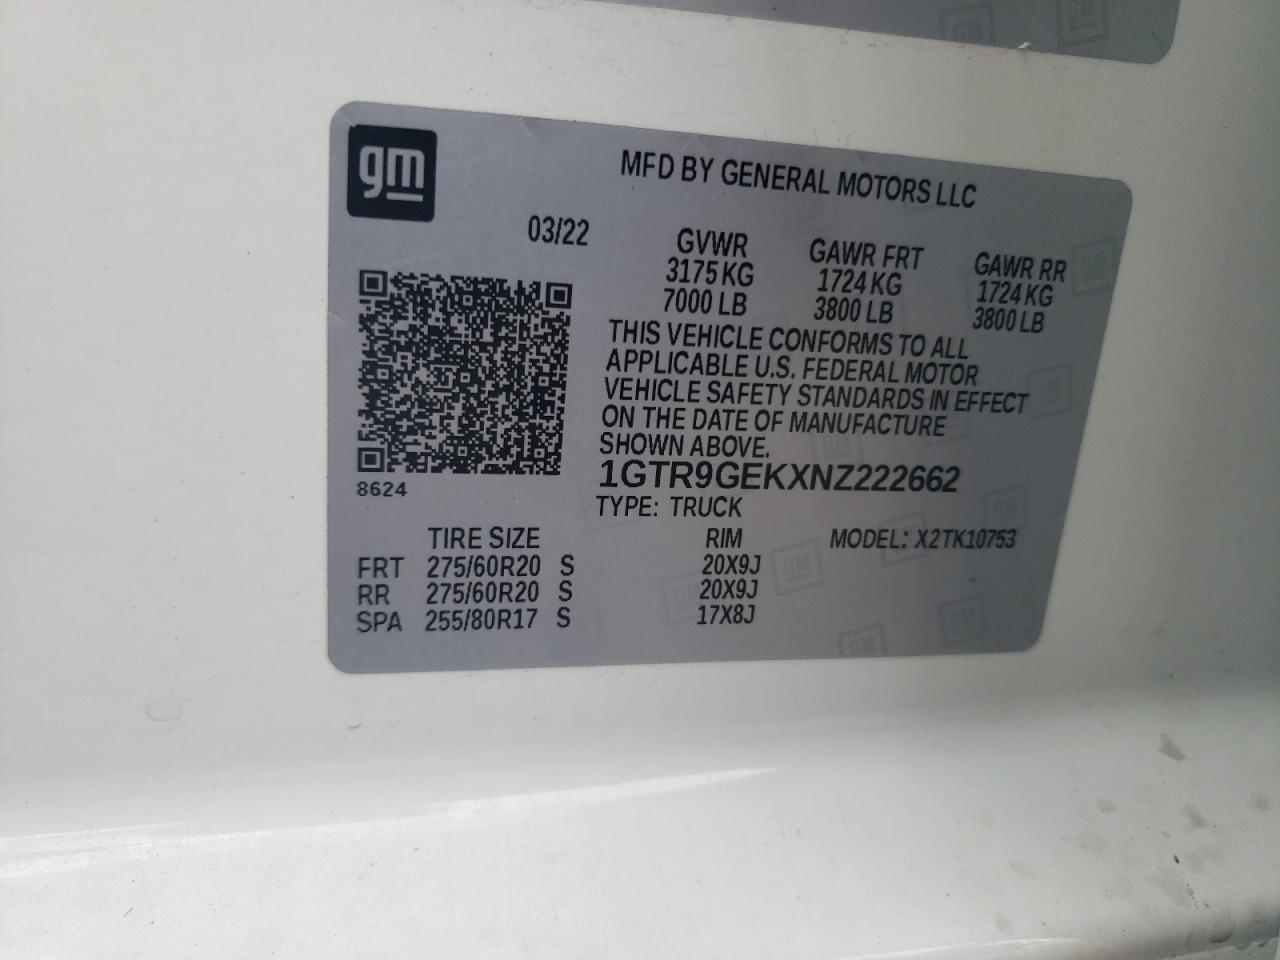 gm
MFD BY GENERAL MOTORS LLC
03/22
GVWR GAWR FRT GAWR RR
3175 KG 1724 KG 1724 KG
7000 LB 3800 LB 3800 LB
THIS VEHICLE CONFORMS TO ALL
APPLICABLE U.S. FEDERAL MOTOR
VEHICLE SAFETY STANDARDS IN EFFECT
ON THE DATE OF MANUFACTURE
SHOWN ABOVE.
1GTR9GEKXNZ222662
8624
TYPE: TRUCK
TIRE SIZE RIM MODEL: X2TK10753
FRT 275/60R20 S 20X9J
RR 275/60R20 S 20X9J
SPA 255/80R17 S 17X8J